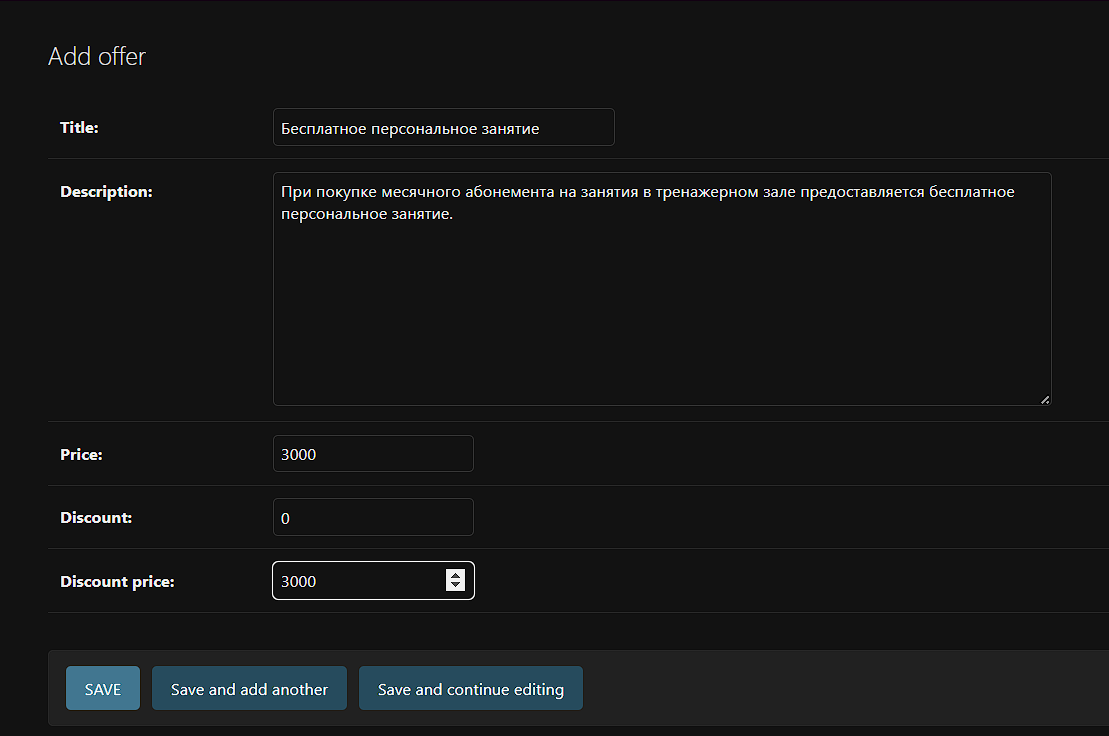 Add offer
Title:
Бесплатное персональное занятие
Description:
При покупке месячного абонемента на занятия в тренажерном зале предоставляется бесплатное
персональное занятие.
Price:
3000
Discount:
0
Discount price:
3000
SAVE
Save and add another
Save and continue editing